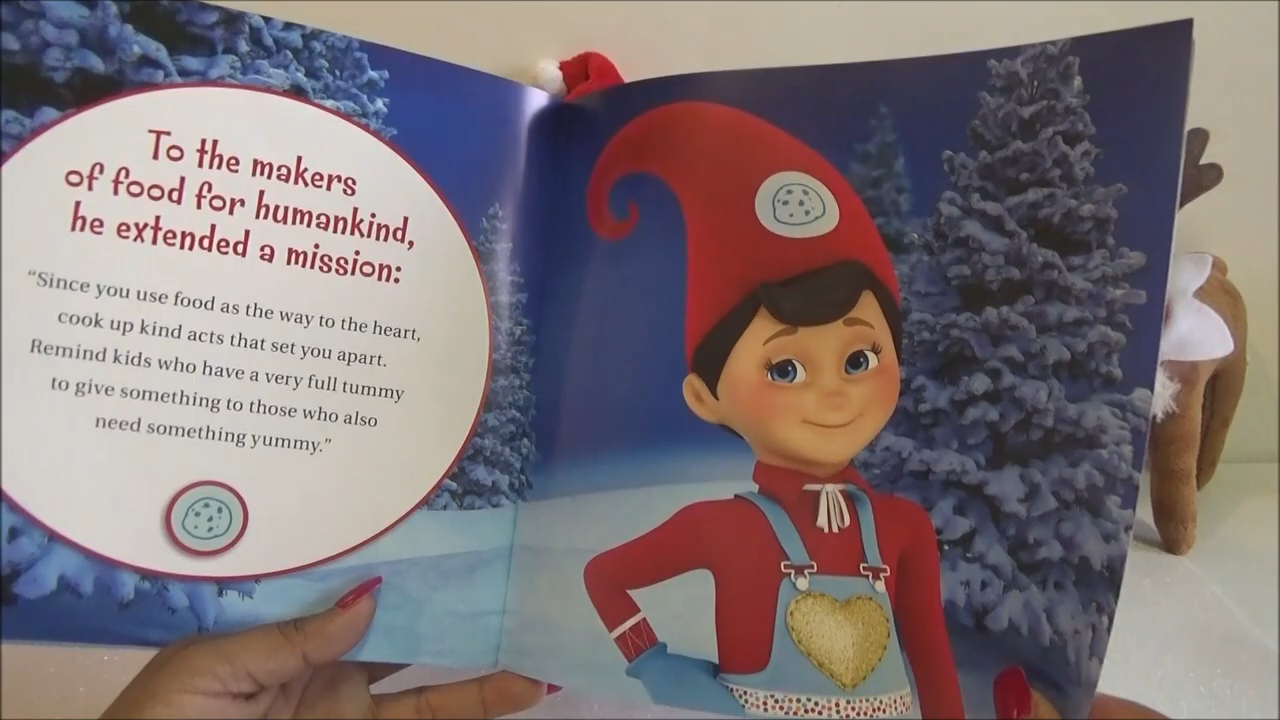 To the makers
of food for humankind,
he extended a mission:
“Since you use food as the way to the heart,
cook up kind acts that set you apart.
Remind kids who have a very full tummy
to give something to those who also
need something yummy.”